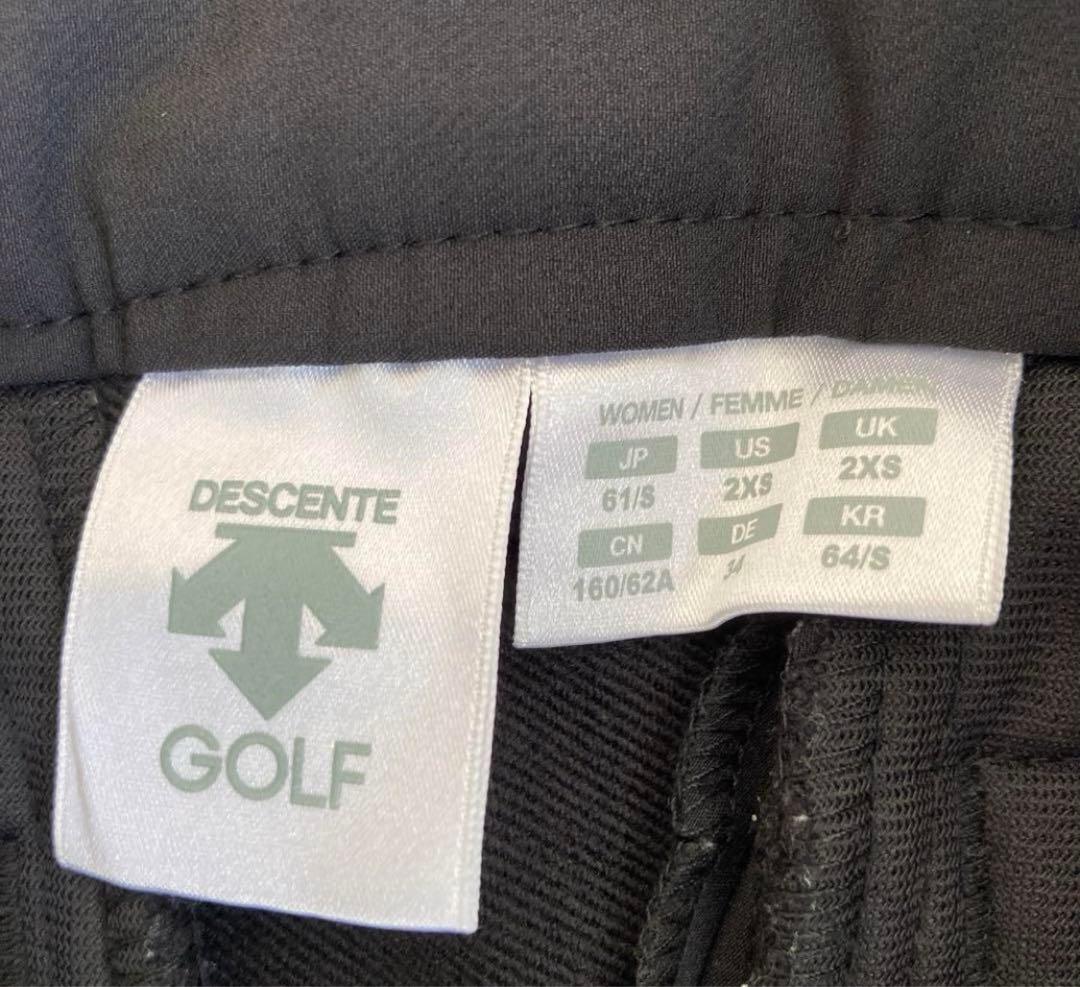 DESCENTE
GOLF
WOMEN / FEMME / DAMEN
JP US UK
61/S 2XS 2XS
CN DE KR
160/62A 34 64/S